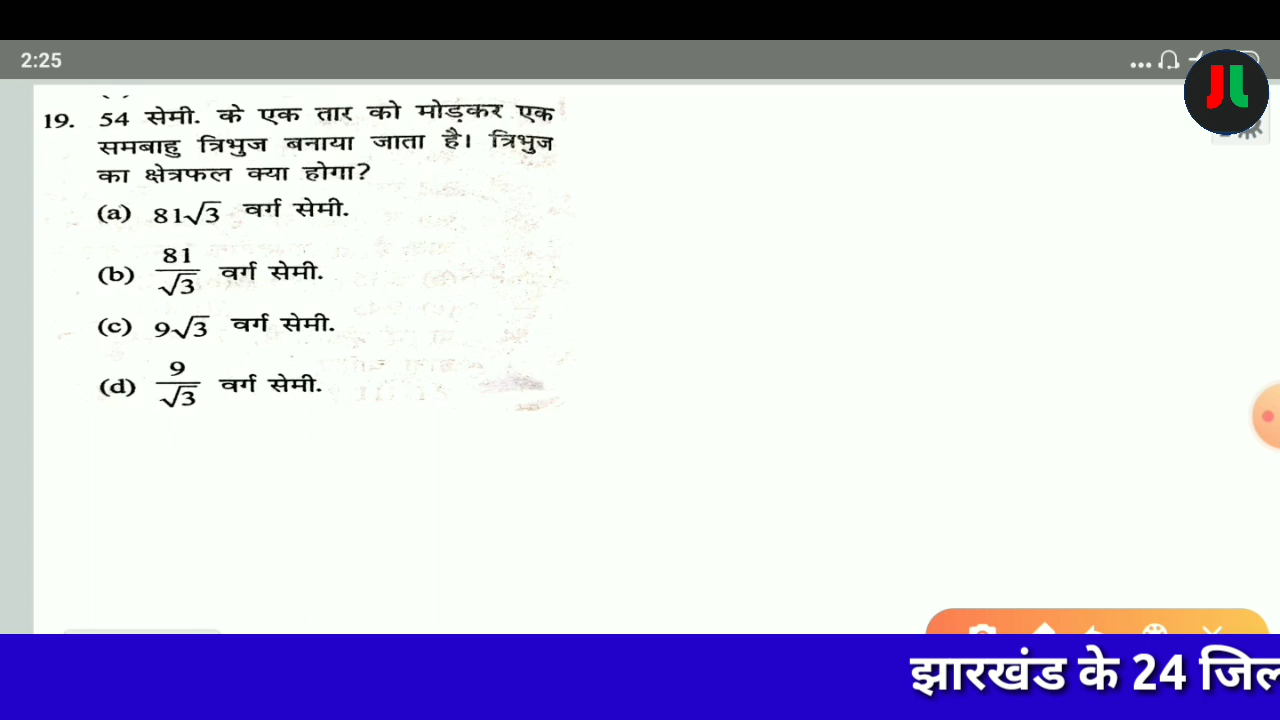 2:25
19. 54 सेमी. के एक तार को मोड़कर एक
समबाहु त्रिभुज बनाया जाता है। त्रिभुज
का क्षेत्रफल क्या होगा?
(a) 81√3 वर्ग सेमी.
(b) 81/√3 वर्ग सेमी.
(c) 9√3 वर्ग सेमी.
(d) 9/√3 वर्ग सेमी.
झारखंड के 24